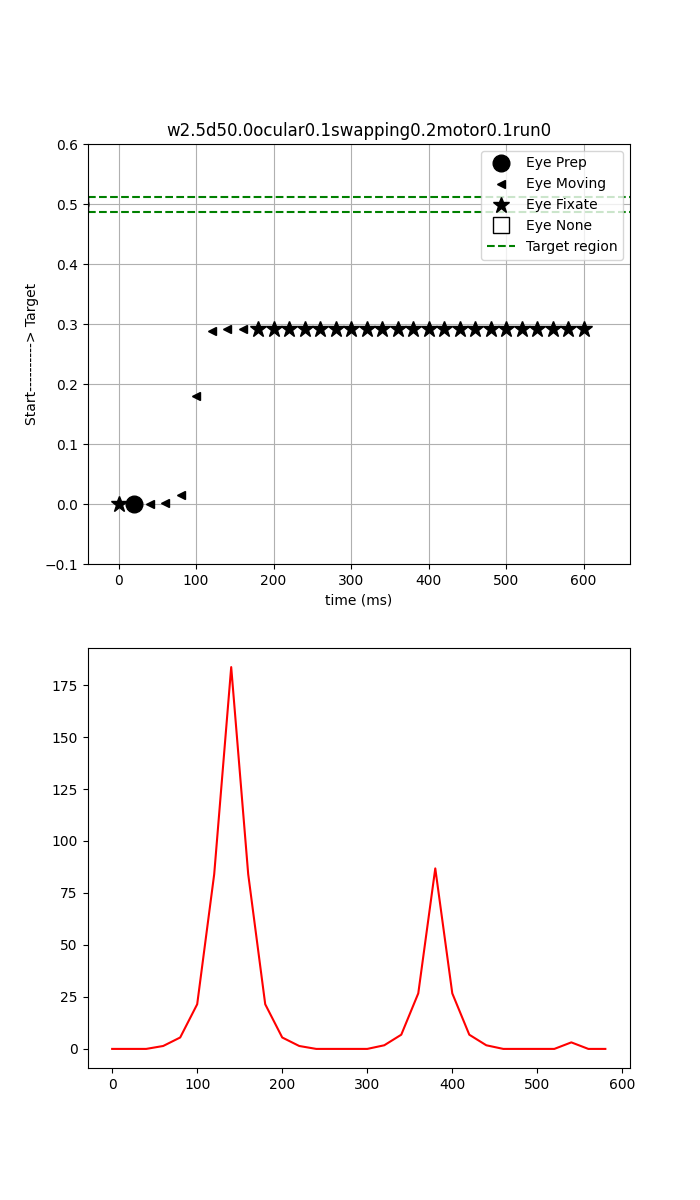 w2.5d50.0ocular0.1swapping0.2motor0.1run0
0.6
0.5
0.4
0.3
0.2
0.1
0.0
−0.1
Start----------> Target
Eye Prep
Eye Moving
Eye Fixate
Eye None
Target region
0 100 200 300 400 500 600
time (ms)
175
150
125
100
75
50
25
0
0 100 200 300 400 500 600